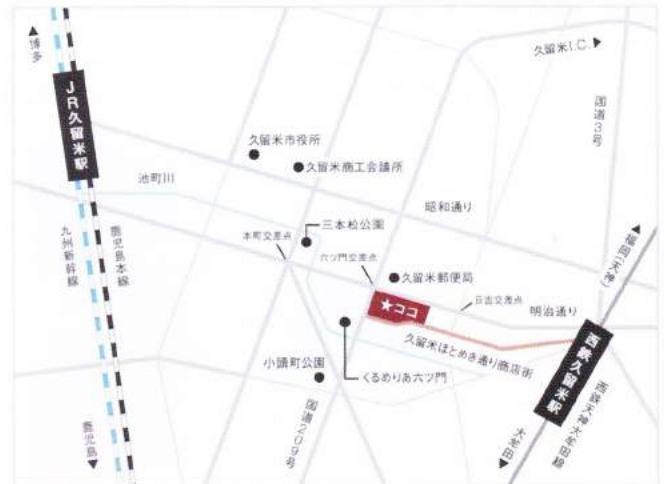 博多
JR久留米駅
九州新幹線
鹿児島本線
鹿児島
久留米I.C.
国道3号
久留米市役所
久留米商工会議所
池町川
昭和通り
三本松公園
本町交差点
六ツ門交差点
久留米郵便局
★ココ
日吉交差点
明治通り
福岡(天神)
久留米ほとめき通り商店街
西鉄久留米駅
西鉄天神大牟田線
大牟田
小頭町公園
くるめりあ六ツ門
国道209号